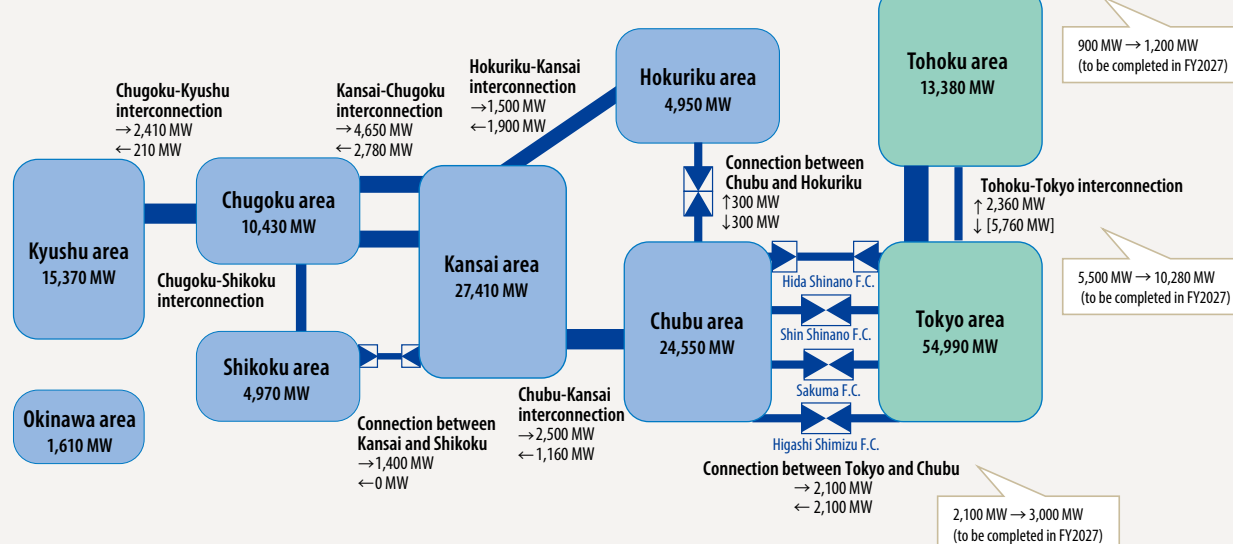 Tohoku area
13,380 MW
900 MW → 1,200 MW
(to be completed in FY2027)
Hokuriku area
4,950 MW
Hokuriku-Kansai
interconnection
→1,500 MW
←1,900 MW
Kansai-Chugoku
interconnection
→4,650 MW
←2,780 MW
Chugoku-Kyushu
interconnection
→2,410 MW
←210 MW
Connection between
Chubu and Hokuriku
↑300 MW
↓300 MW
Tohoku-Tokyo interconnection
↑ 2,360 MW
↓ [5,760 MW]
Kyushu area
15,370 MW
Chugoku area
10,430 MW
Kansai area
27,410 MW
Chugoku-Shikoku
interconnection
Hida Shinano F.C.
Shin Shinano F.C.
Sakuma F.C.
Higashi Shimizu F.C.
Chubu area
24,550 MW
Tokyo area
54,990 MW
5,500 MW → 10,280 MW
(to be completed in FY2027)
Shikoku area
4,970 MW
Okinawa area
1,610 MW
Connection between
Kansai and Shikoku
→1,400 MW
←0 MW
Chubu-Kansai
interconnection
→2,500 MW
←1,160 MW
Connection between Tokyo and Chubu
→ 2,100 MW
← 2,100 MW
2,100 MW → 3,000 MW
(to be completed in FY2027)